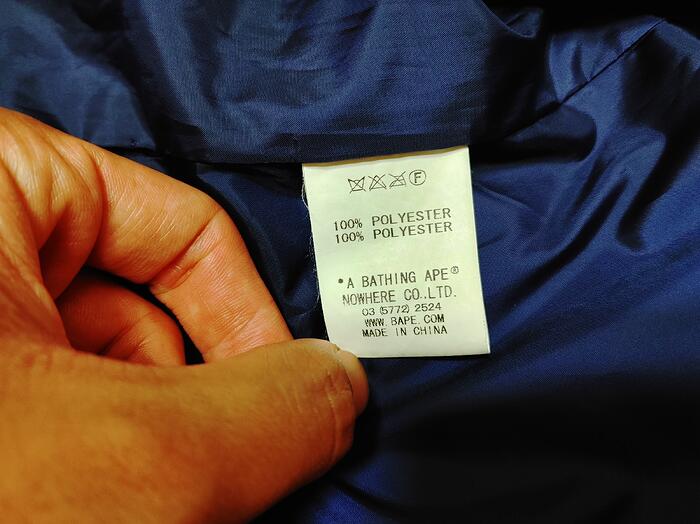 F
100% POLYESTER
100% POLYESTER
•A BATHING APE®
NOWHERE CO.,LTD.
03 (5772) 2524
WWW. BAPE. COM
MADE IN CHINA